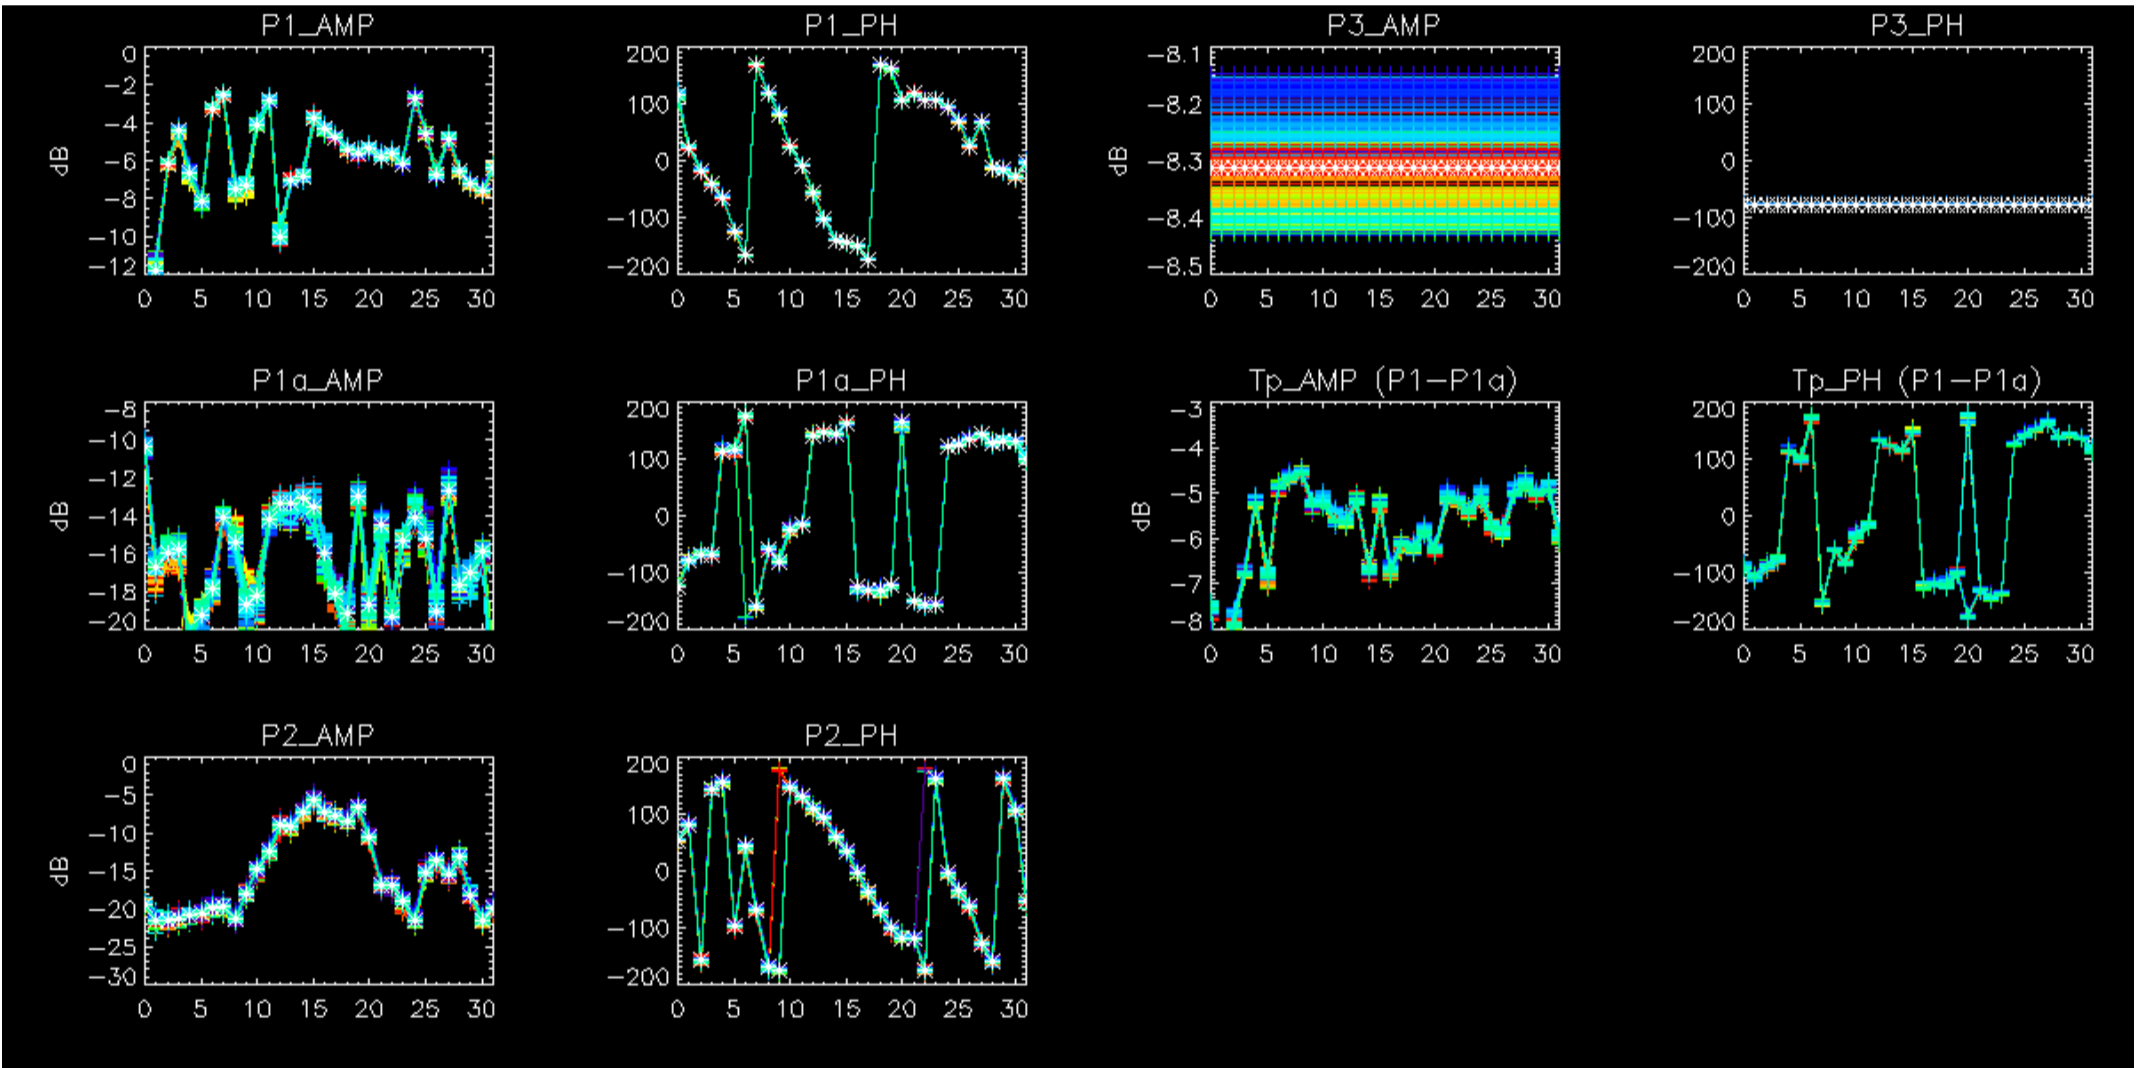 P1_AMP
0
−2
−4
−6
−8
−10
−12
dB
0 5 10 15 20 25 30
P1_PH
200
100
0
−100
−200
0 5 10 15 20 25 30
P3_AMP
−8.1
−8.2
−8.3
−8.4
−8.5
dB
0 5 10 15 20 25 30
P3_PH
200
100
0
−100
−200
0 5 10 15 20 25 30
P1a_AMP
−8
−10
−12
−14
−16
−18
−20
dB
0 5 10 15 20 25 30
P1a_PH
200
100
0
−100
−200
0 5 10 15 20 25 30
Tp_AMP (P1−P1a)
−3
−4
−5
−6
−7
−8
dB
0 5 10 15 20 25 30
Tp_PH (P1−P1a)
200
100
0
−100
−200
0 5 10 15 20 25 30
P2_AMP
0
−5
−10
−15
−20
−25
−30
dB
0 5 10 15 20 25 30
P2_PH
200
100
0
−100
−200
0 5 10 15 20 25 30